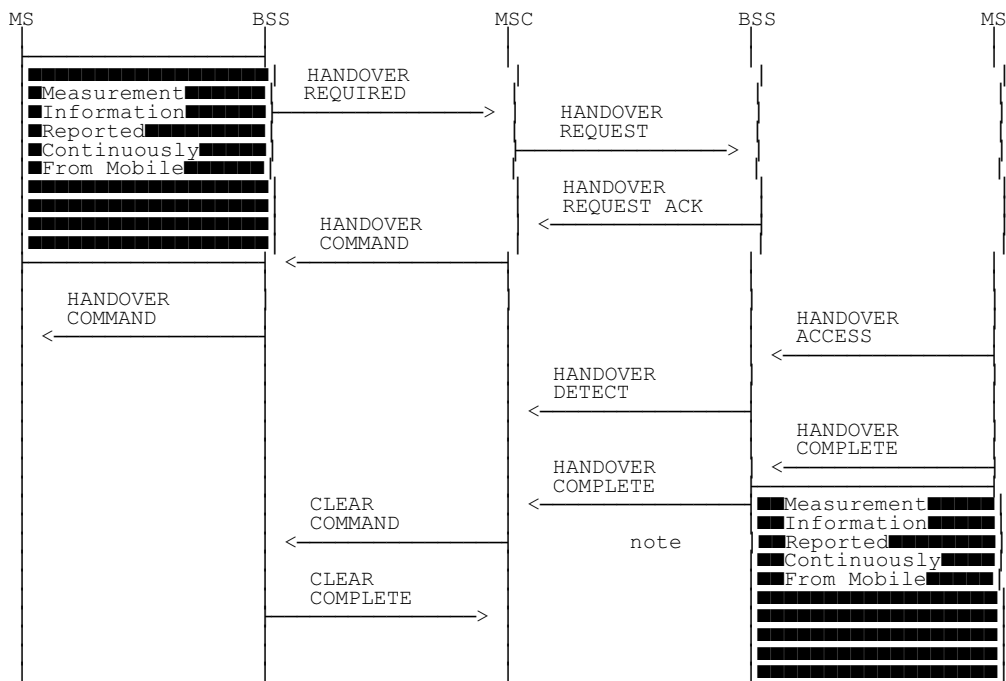 MS BSS MSC BSS MS
HANDOVER
REQUIRED
Measurement
Information
Reported
Continuously
From Mobile
HANDOVER
REQUEST
HANDOVER
REQUEST ACK
HANDOVER
COMMAND
HANDOVER
COMMAND
HANDOVER
ACCESS
HANDOVER
DETECT
HANDOVER
COMPLETE
HANDOVER
COMPLETE
CLEAR
COMMAND
note
Measurement
Information
Reported
Continuously
From Mobile
CLEAR
COMPLETE